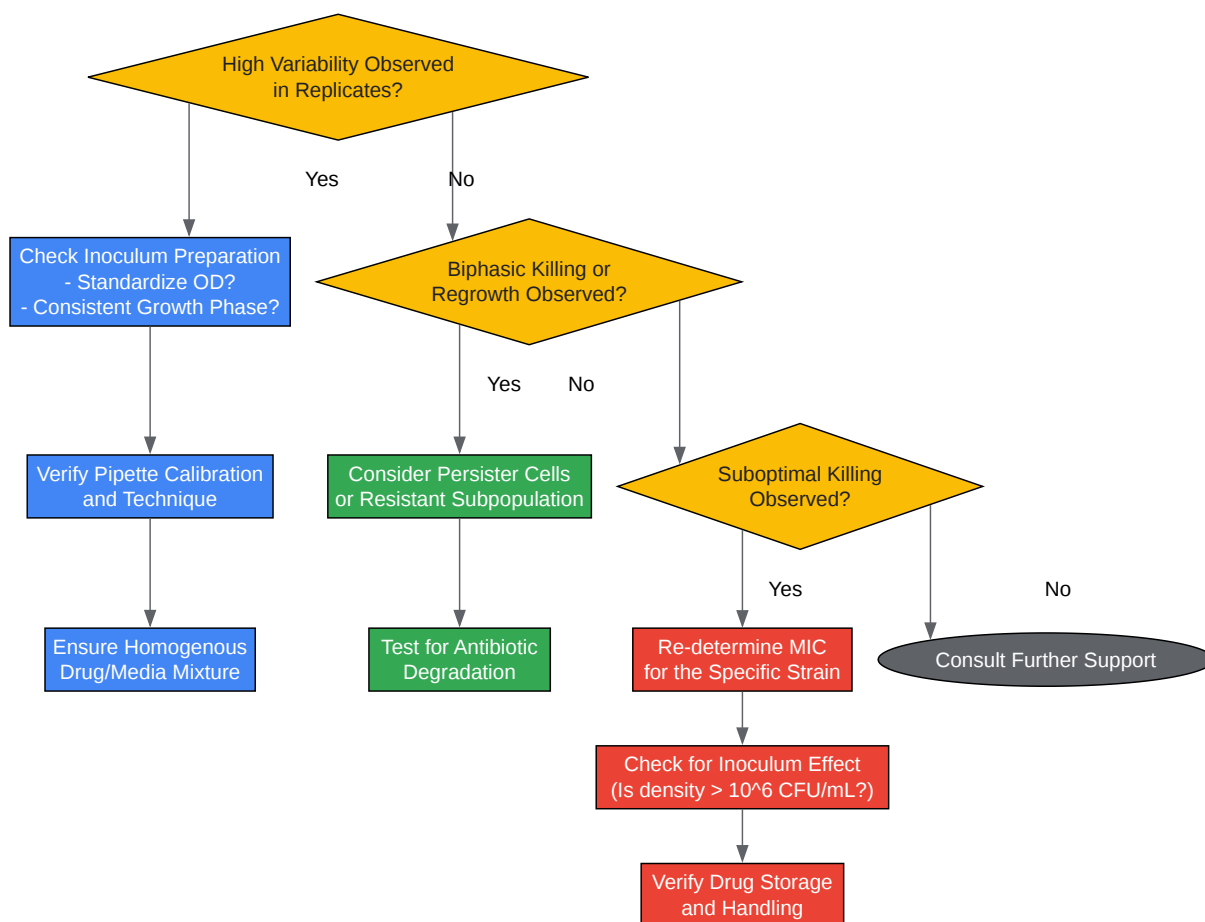 High Variability Observed
in Replicates?
Yes
No
Check Inoculum Preparation
- Standardize OD?
- Consistent Growth Phase?
Biphasic Killing or
Regrowth Observed?
Yes
No
Verify Pipette Calibration
and Technique
Consider Persister Cells
or Resistant Subpopulation
Suboptimal Killing
Observed?
Yes
No
Ensure Homogenous
Drug/Media Mixture
Test for Antibiotic
Degradation
Re-determine MIC
for the Specific Strain
Consult Further Support
Check for Inoculum Effect
(Is density > 10^6 CFU/mL?)
Verify Drug Storage
and Handling